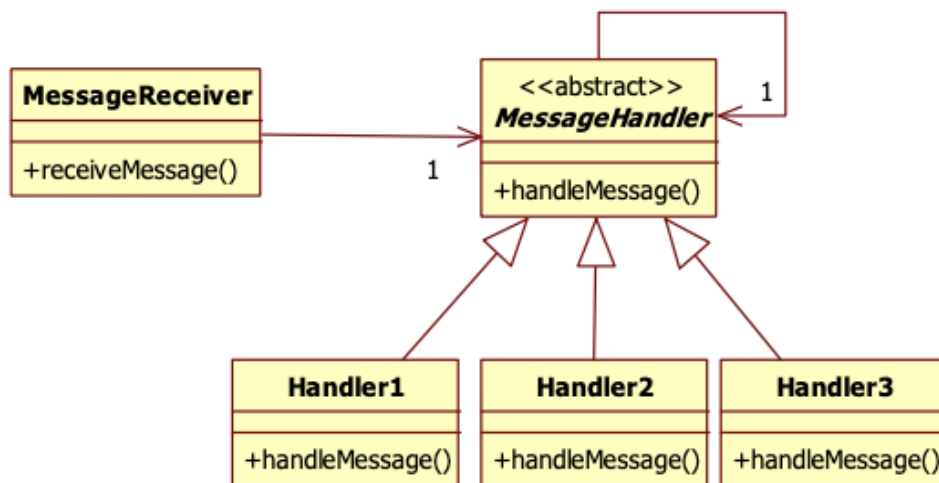 MessageReceiver
+receiveMessage()
1
<<abstract>>
MessageHandler
+handleMessage()
1
Handler1
+handleMessage()
Handler2
+handleMessage()
Handler3
+handleMessage()